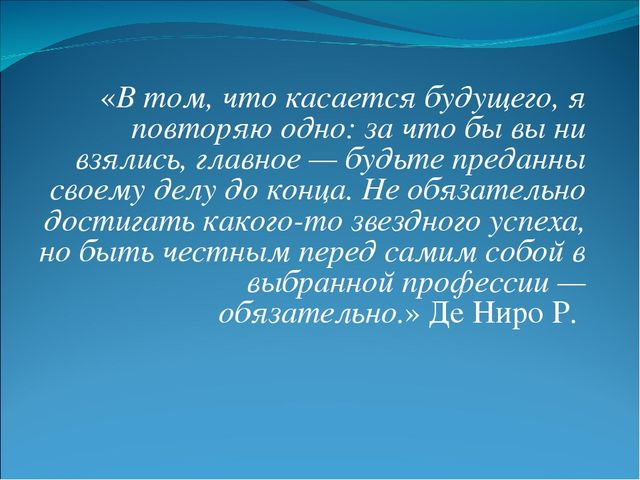 «В том, что касается будущего, я
повторяю одно: за что бы вы ни
взялись, главное — будьте преданны
своему делу до конца. Не обязательно
достигать какого-то звездного успеха,
но быть честным перед самим собой в
выбранной профессии —
обязательно.» Де Ниро Р.